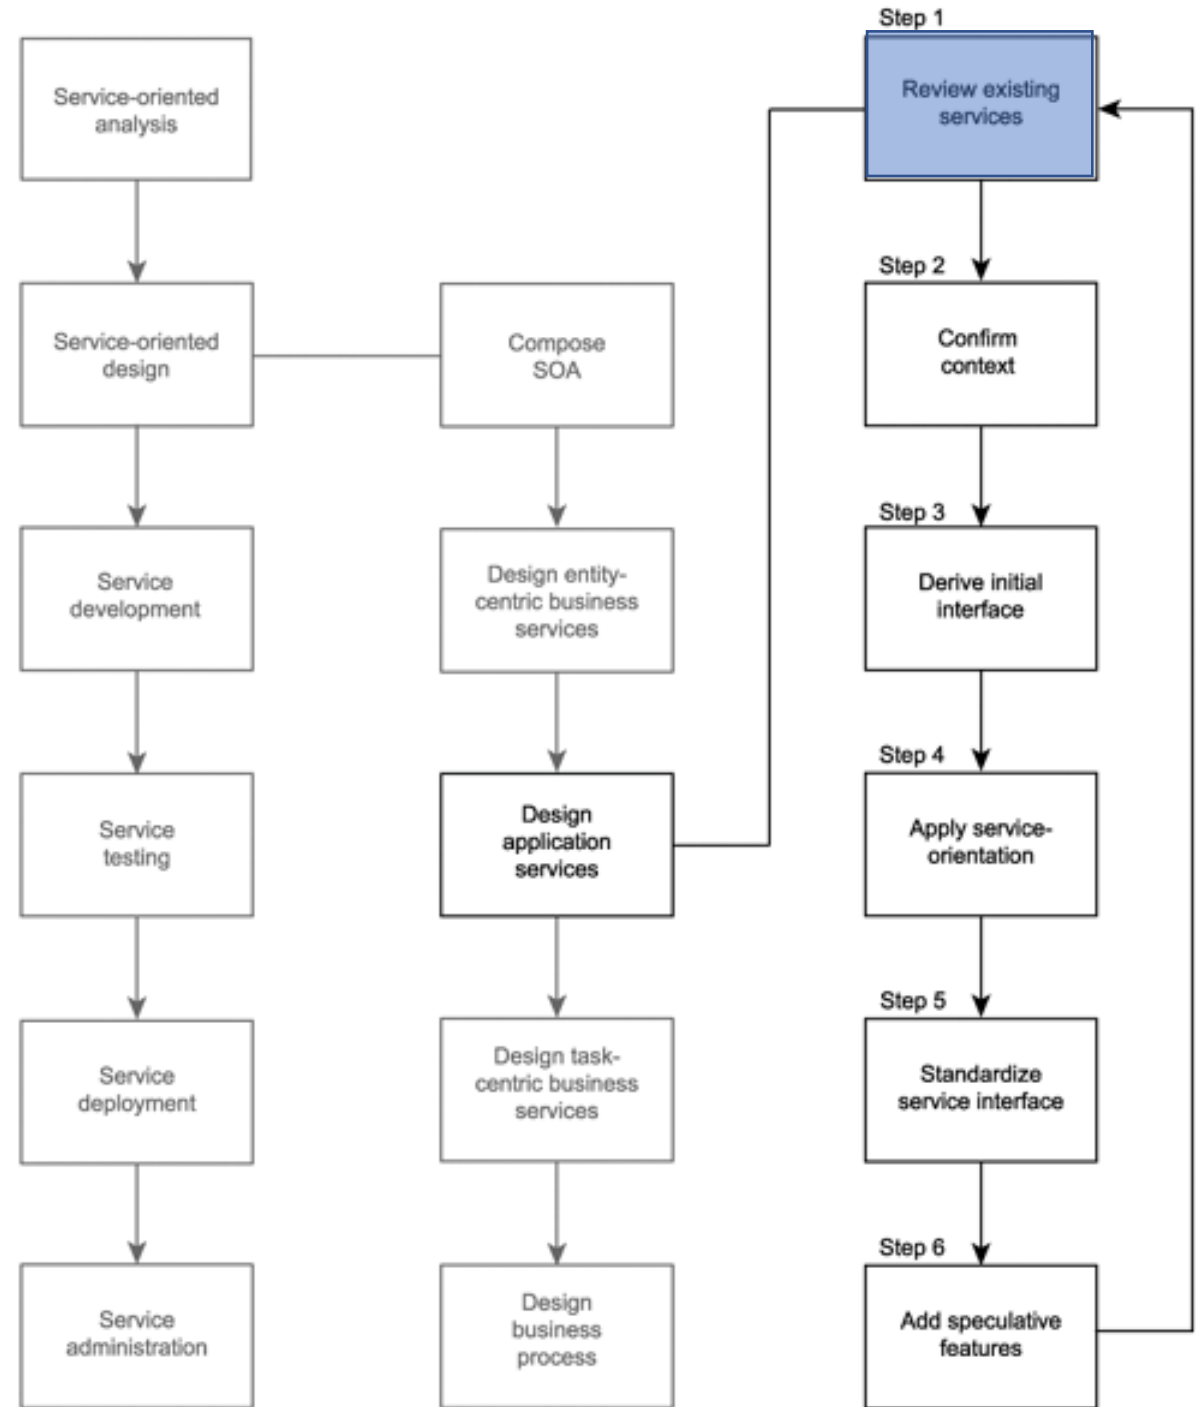 Service-oriented
analysis
Service-oriented
design
Service
development
Service
testing
Service
deployment
Service
administration
Compose
SOA
Design entity-
centric business
services
Design
application
services
Design task-
centric business
services
Design
business
process
Step 1
Review existing
services
Step 2
Confirm
context
Step 3
Derive initial
interface
Step 4
Apply service-
orientation
Step 5
Standardize
service interface
Step 6
Add speculative
features